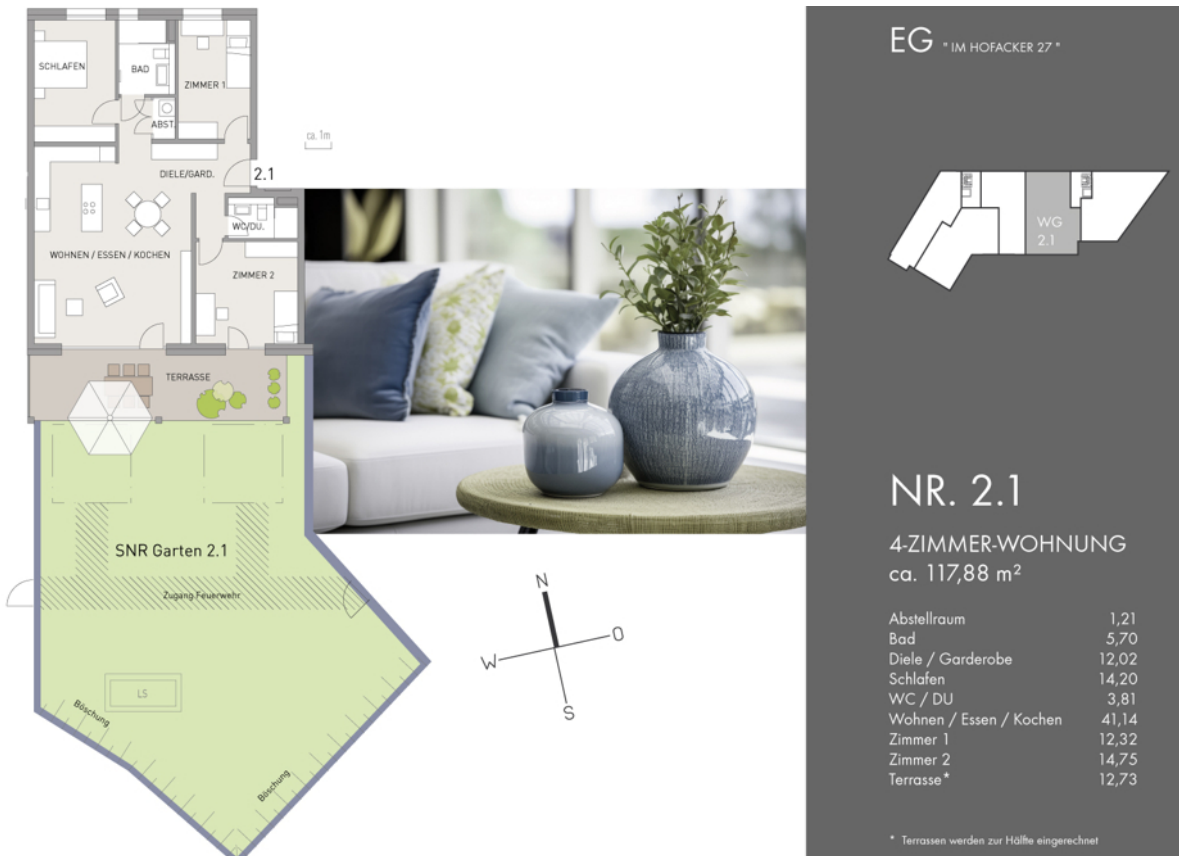 SCHLAFEN
BAD
ZIMMER 1
ABST.
ca. 1m
DIELE/GARD.
2.1
WC/DU.
WOHNEN / ESSEN / KOCHEN
ZIMMER 2
TERRASSE
SNR Garten 2.1
Zugang Feuerwehr
LS
Böschung
Böschung
N
O
W
S
EG " IM HOFACKER 27 "
WG
2.1
NR. 2.1
4-ZIMMER-WOHNUNG
ca. 117,88 m²
Abstellraum 1,21
Bad 5,70
Diele / Garderobe 12,02
Schlafen 14,20
WC / DU 3,81
Wohnen / Essen / Kochen 41,14
Zimmer 1 12,32
Zimmer 2 14,75
Terrasse* 12,73
* Terrassen werden zur Hälfte eingerechnet